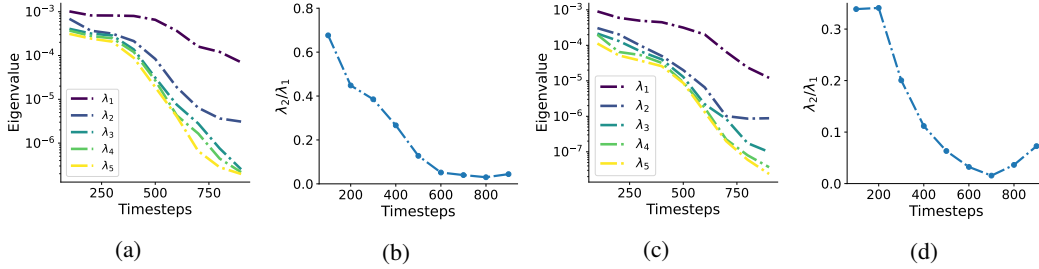 10⁻³
10⁻⁴
10⁻⁵
10⁻⁶
Eigenvalue
λ₁
λ₂
λ₃
λ₄
λ₅
250
500
750
Timesteps
(a)
0.8
0.6
0.4
0.2
0.0
λ₂/λ₁
200
400
600
800
Timesteps
(b)
10⁻³
10⁻⁴
10⁻⁵
10⁻⁶
10⁻⁷
Eigenvalue
λ₁
λ₂
λ₃
λ₄
λ₅
250
500
750
Timesteps
(c)
0.3
0.2
0.1
0.0
λ₂/λ₁
200
400
600
800
Timesteps
(d)